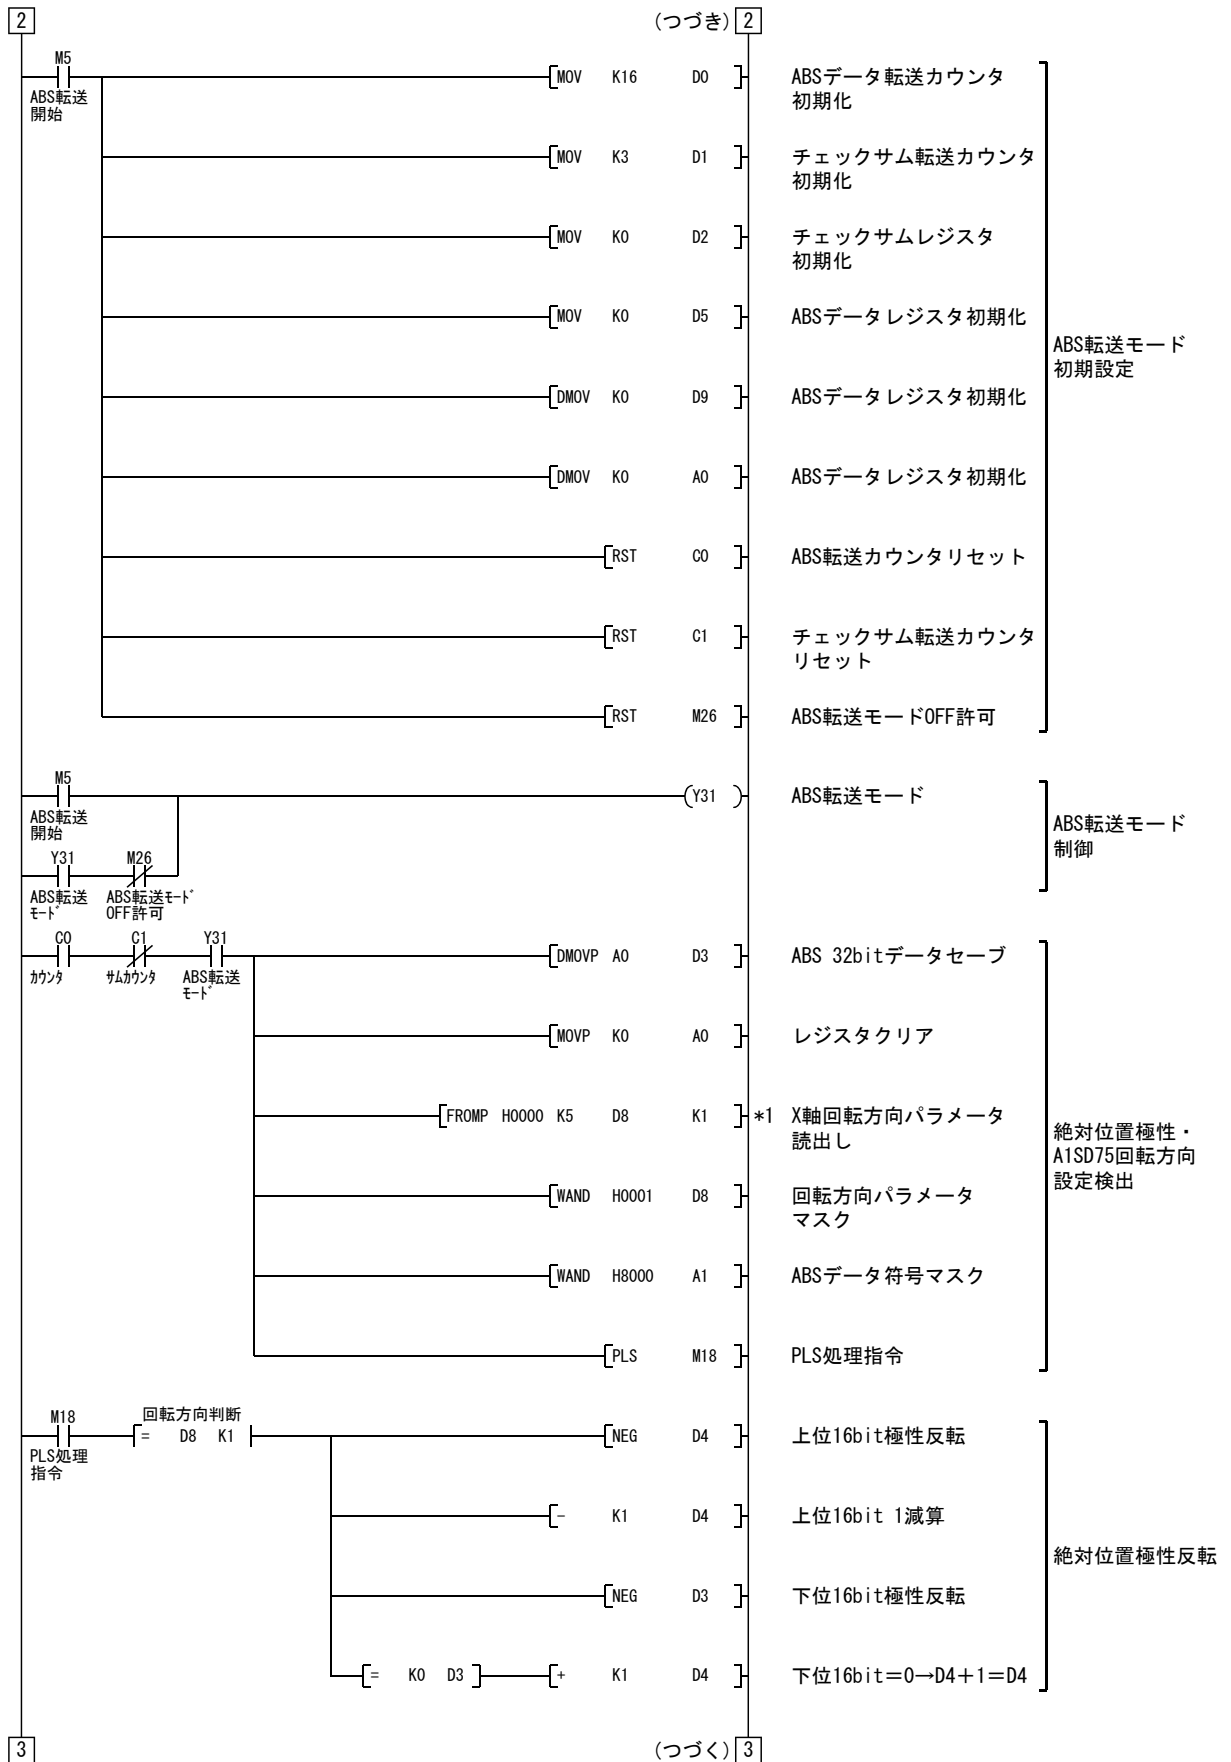 2 (つづき) 2
M5
ABS転送
開始
MOV K16 D0 ABSデータ転送カウンタ
初期化
MOV K3 D1 チェックサム転送カウンタ
初期化
MOV K0 D2 チェックサムレジスタ
初期化
MOV K0 D5 ABSデータレジスタ初期化
ABS転送モード
初期設定
DMOV K0 D9 ABSデータレジスタ初期化
DMOV K0 A0 ABSデータレジスタ初期化
RST C0 ABS転送カウンタリセット
RST C1 チェックサム転送カウンタ
リセット
RST M26 ABS転送モードOFF許可
M5
ABS転送
開始
Y31 ABS転送モード
ABS転送モード
制御
Y31 M26
ABS転送
モード
ABS転送モード
OFF許可
C0 C1 Y31
カウンタ サムカウンタ ABS転送
モード
DMOVP A0 D3 ABS 32bitデータセーブ
MOVP K0 A0 レジスタクリア
FROMP H0000 K5 D8 K1 *1 X軸回転方向パラメータ
読出し
絶対位置極性・
A1SD75回転方向
設定検出
WAND H0001 D8 回転方向パラメータ
マスク
WAND H8000 A1 ABSデータ符号マスク
PLS M18 PLS処理指令
M18 回転方向判断
PLS処理
指令
= D8 K1
NEG D4 上位16bit極性反転
- K1 D4 上位16bit 1減算
絶対位置極性反転
NEG D3 下位16bit極性反転
= K0 D3 + K1 D4 下位16bit=0→D4+1=D4
3 (つづく) 3